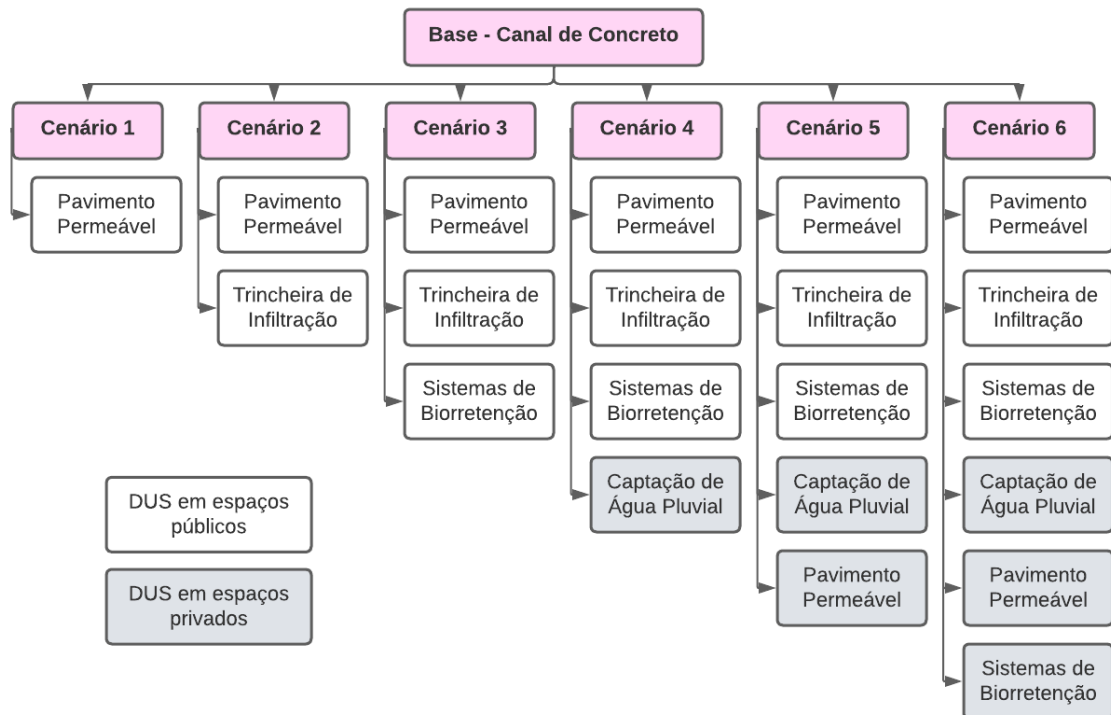 Base - Canal de Concreto
Cenário 1
Cenário 2
Cenário 3
Cenário 4
Cenário 5
Cenário 6
Pavimento
Permeável
Pavimento
Permeável
Pavimento
Permeável
Pavimento
Permeável
Pavimento
Permeável
Pavimento
Permeável
Trincheira de
Infiltração
Trincheira de
Infiltração
Trincheira de
Infiltração
Trincheira de
Infiltração
Trincheira de
Infiltração
Sistemas de
Biorretenção
Sistemas de
Biorretenção
Sistemas de
Biorretenção
Sistemas de
Biorretenção
Captação de
Água Pluvial
Captação de
Água Pluvial
Captação de
Água Pluvial
Pavimento
Permeável
Pavimento
Permeável
Sistemas de
Biorretenção
DUS em espaços
públicos
DUS em espaços
privados